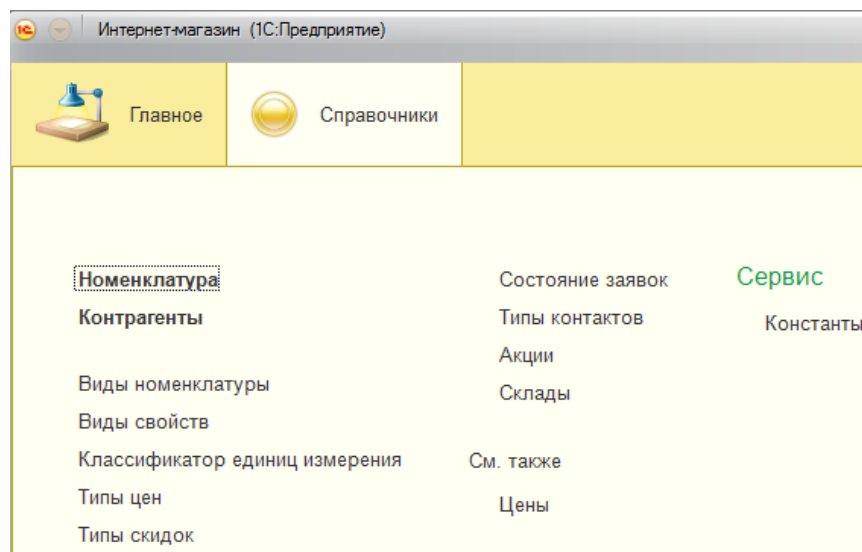 1С Интернет-магазин (1С:Предприятие)
Главное
Справочники
Номенклатура
Контрагенты
Виды номенклатуры
Виды свойств
Классификатор единиц измерения
Типы цен
Типы скидок
Состояние заявок
Типы контактов
Акции
Склады
См. также
Цены
Сервис
Константы